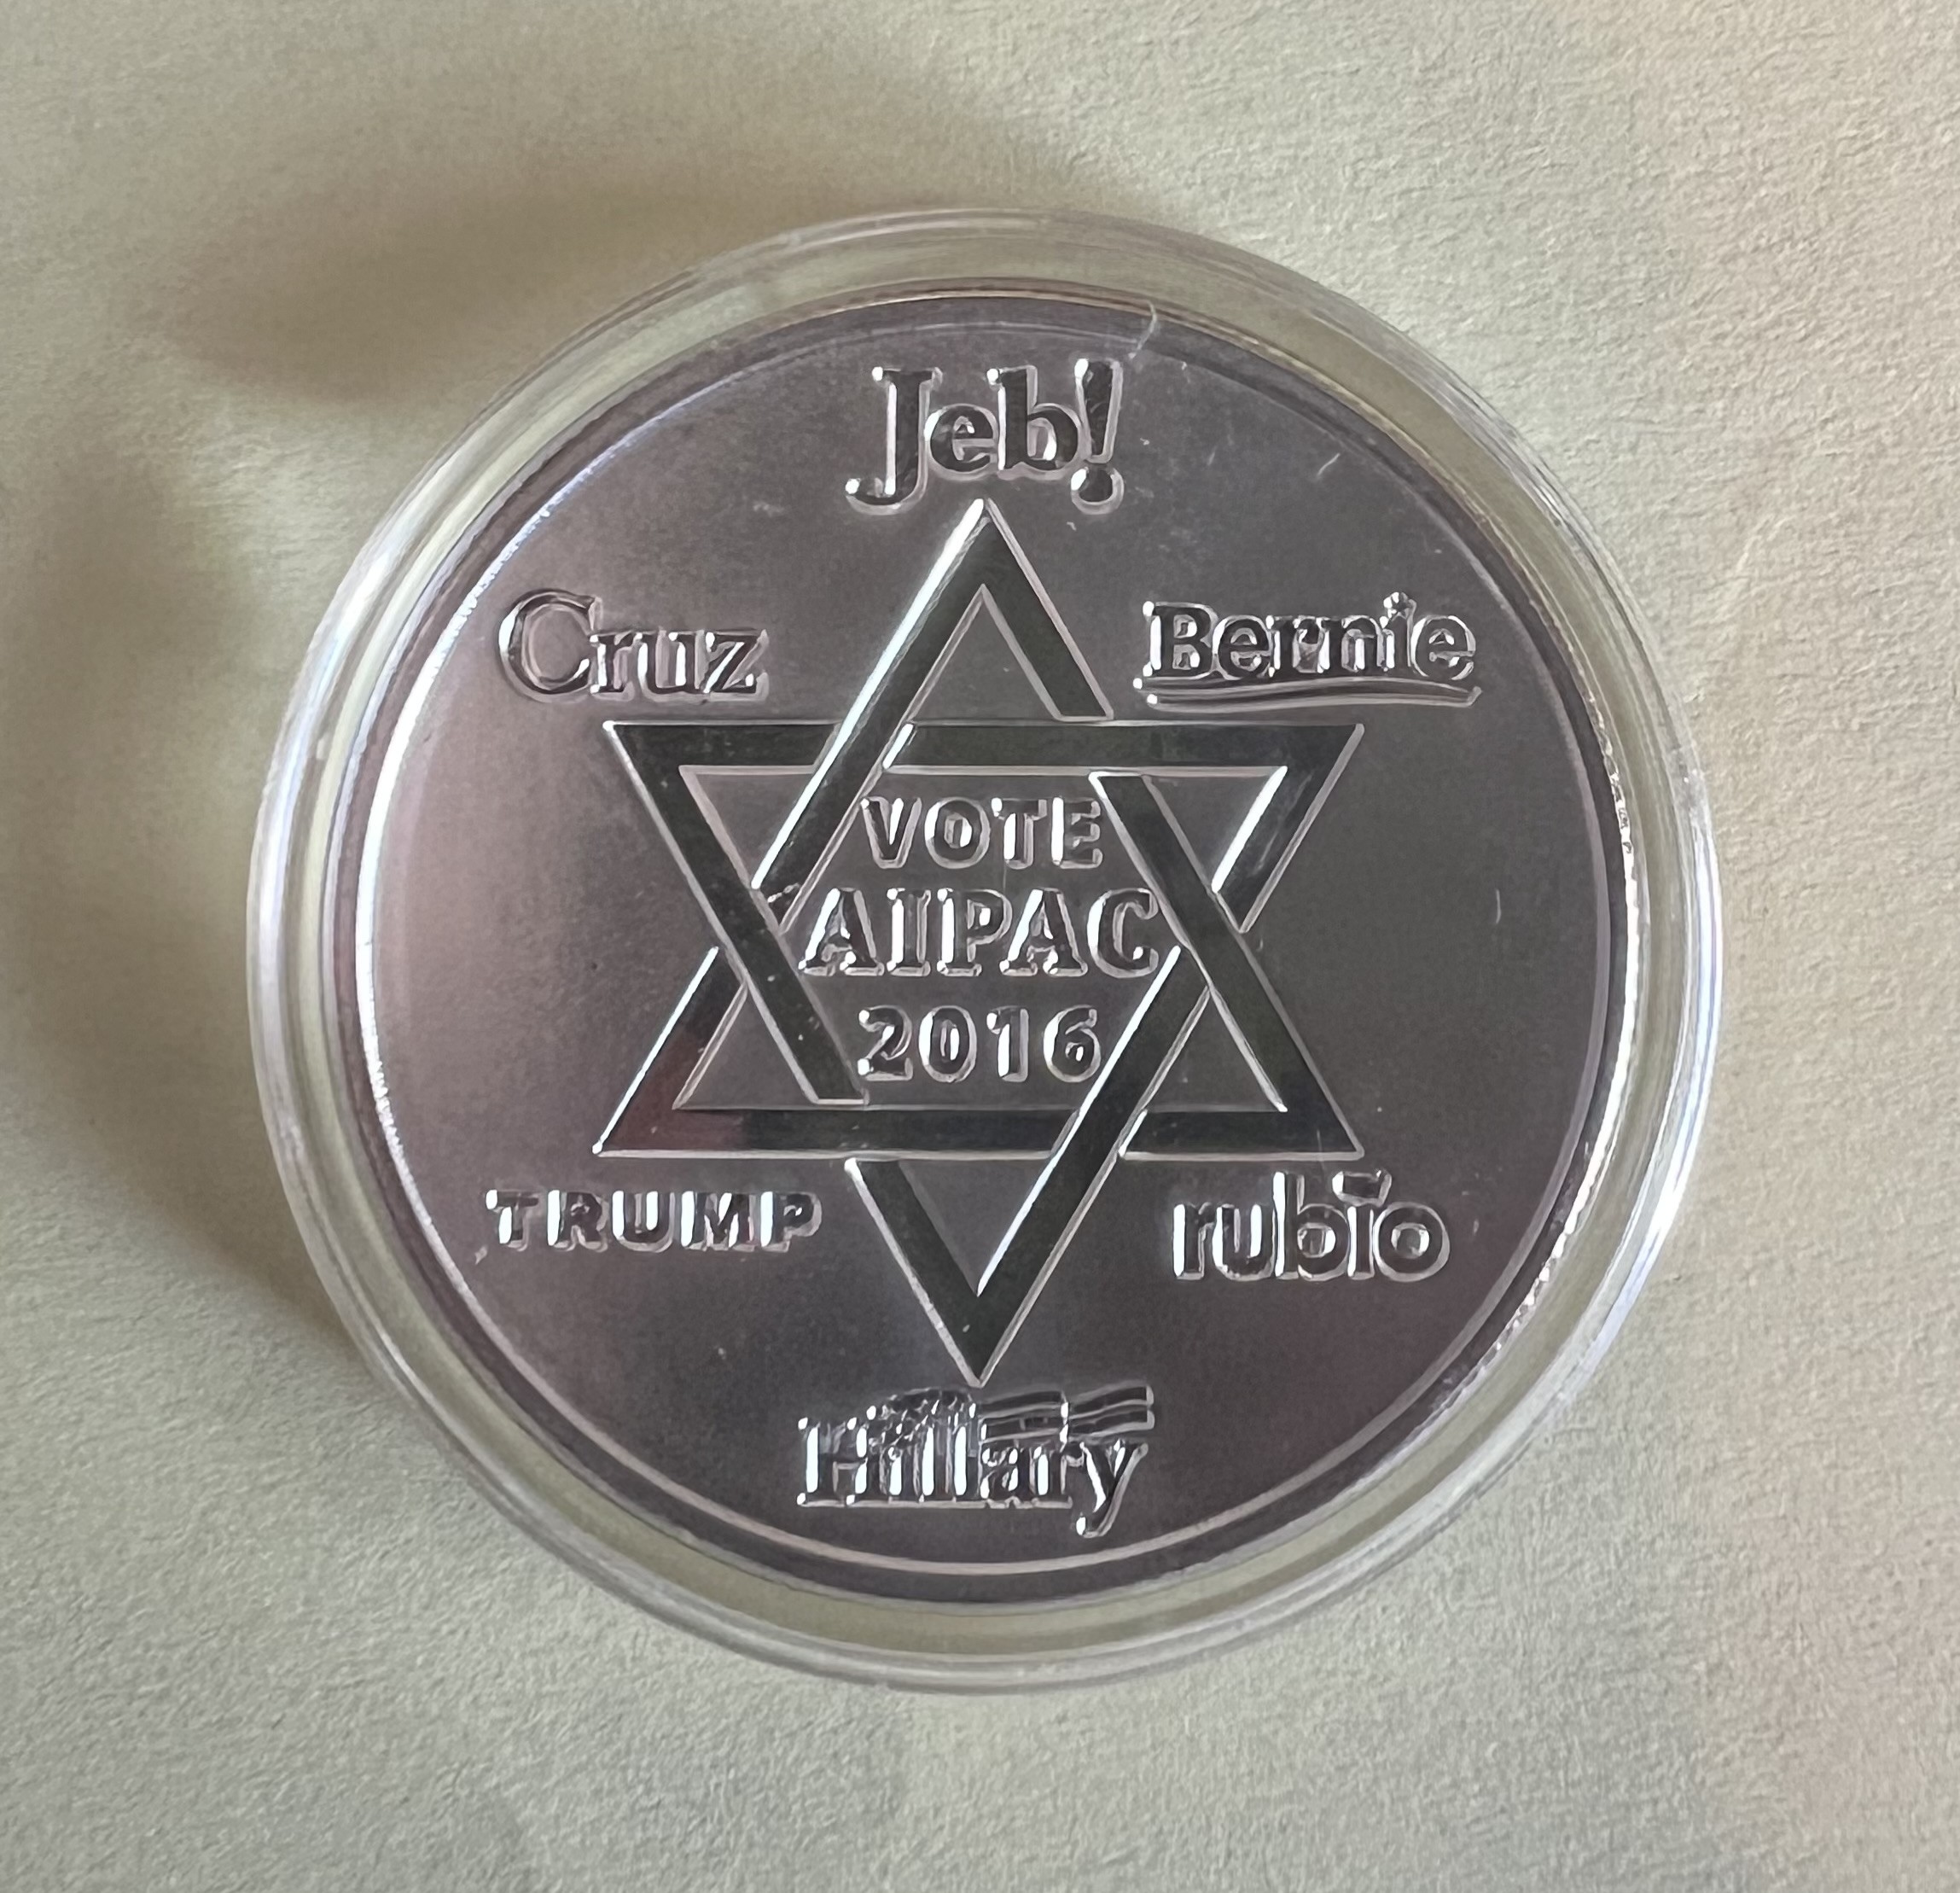 Jeb!
Cruz
Bernie
VOTE
AIPAC
2016
TRUMP
rubio
Hillary